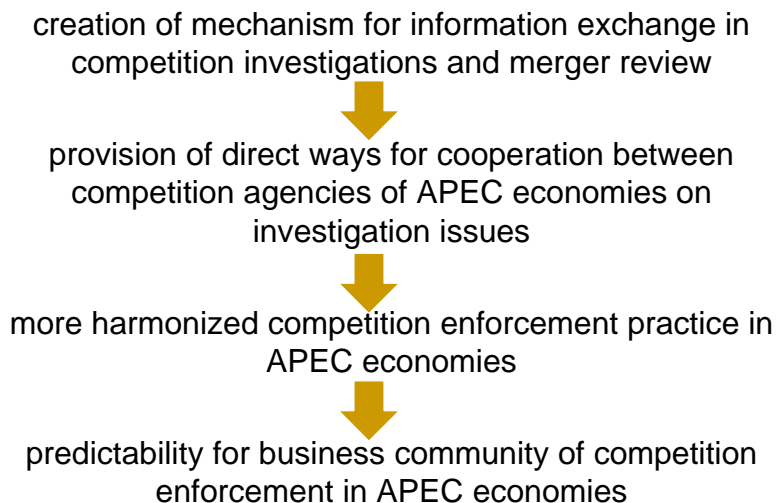 creation of mechanism for information exchange in
competition investigations and merger review
provision of direct ways for cooperation between
competition agencies of APEC economies on
investigation issues
more harmonized competition enforcement practice in
APEC economies
predictability for business community of competition
enforcement in APEC economies